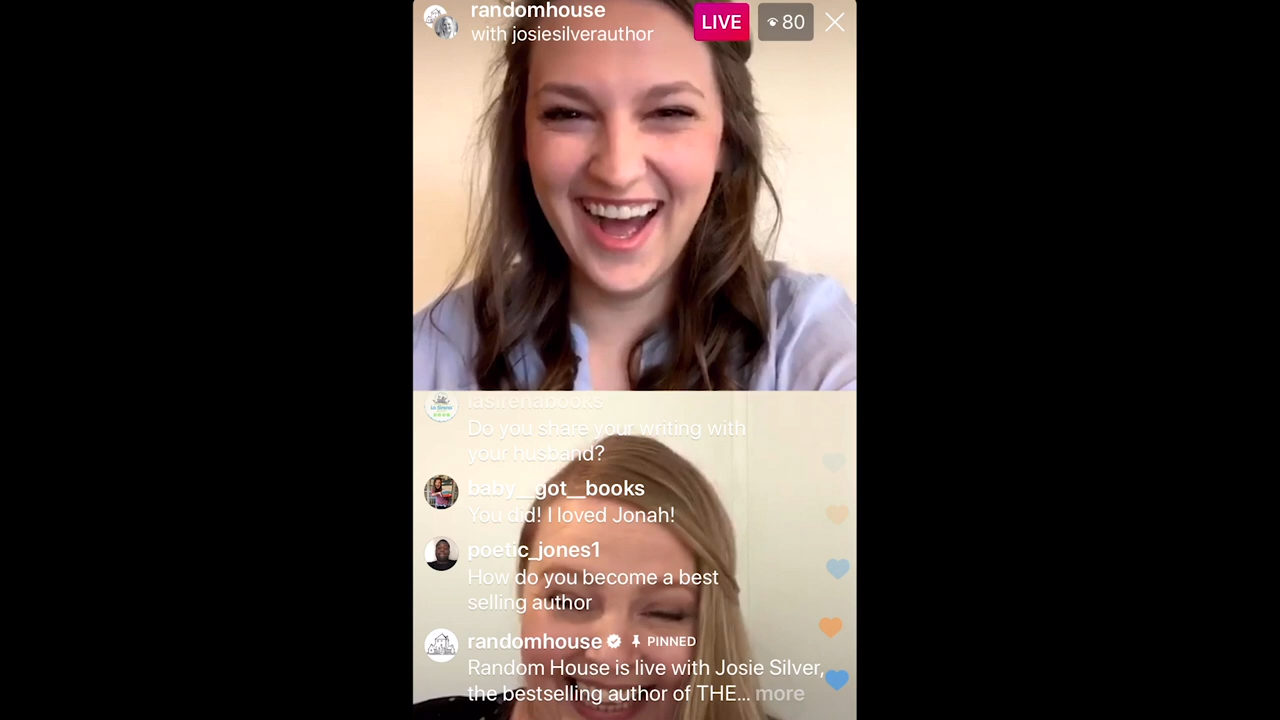 randomhouse
with josiesilverauthor
LIVE
80
lasirenabooks
Do you share your writing with
your husband?
baby__got__books
You did! I loved Jonah!
poetic_jones1
How do you become a best
selling author
randomhouse PINNED
Random House is live with Josie Silver,
the bestselling author of THE... more